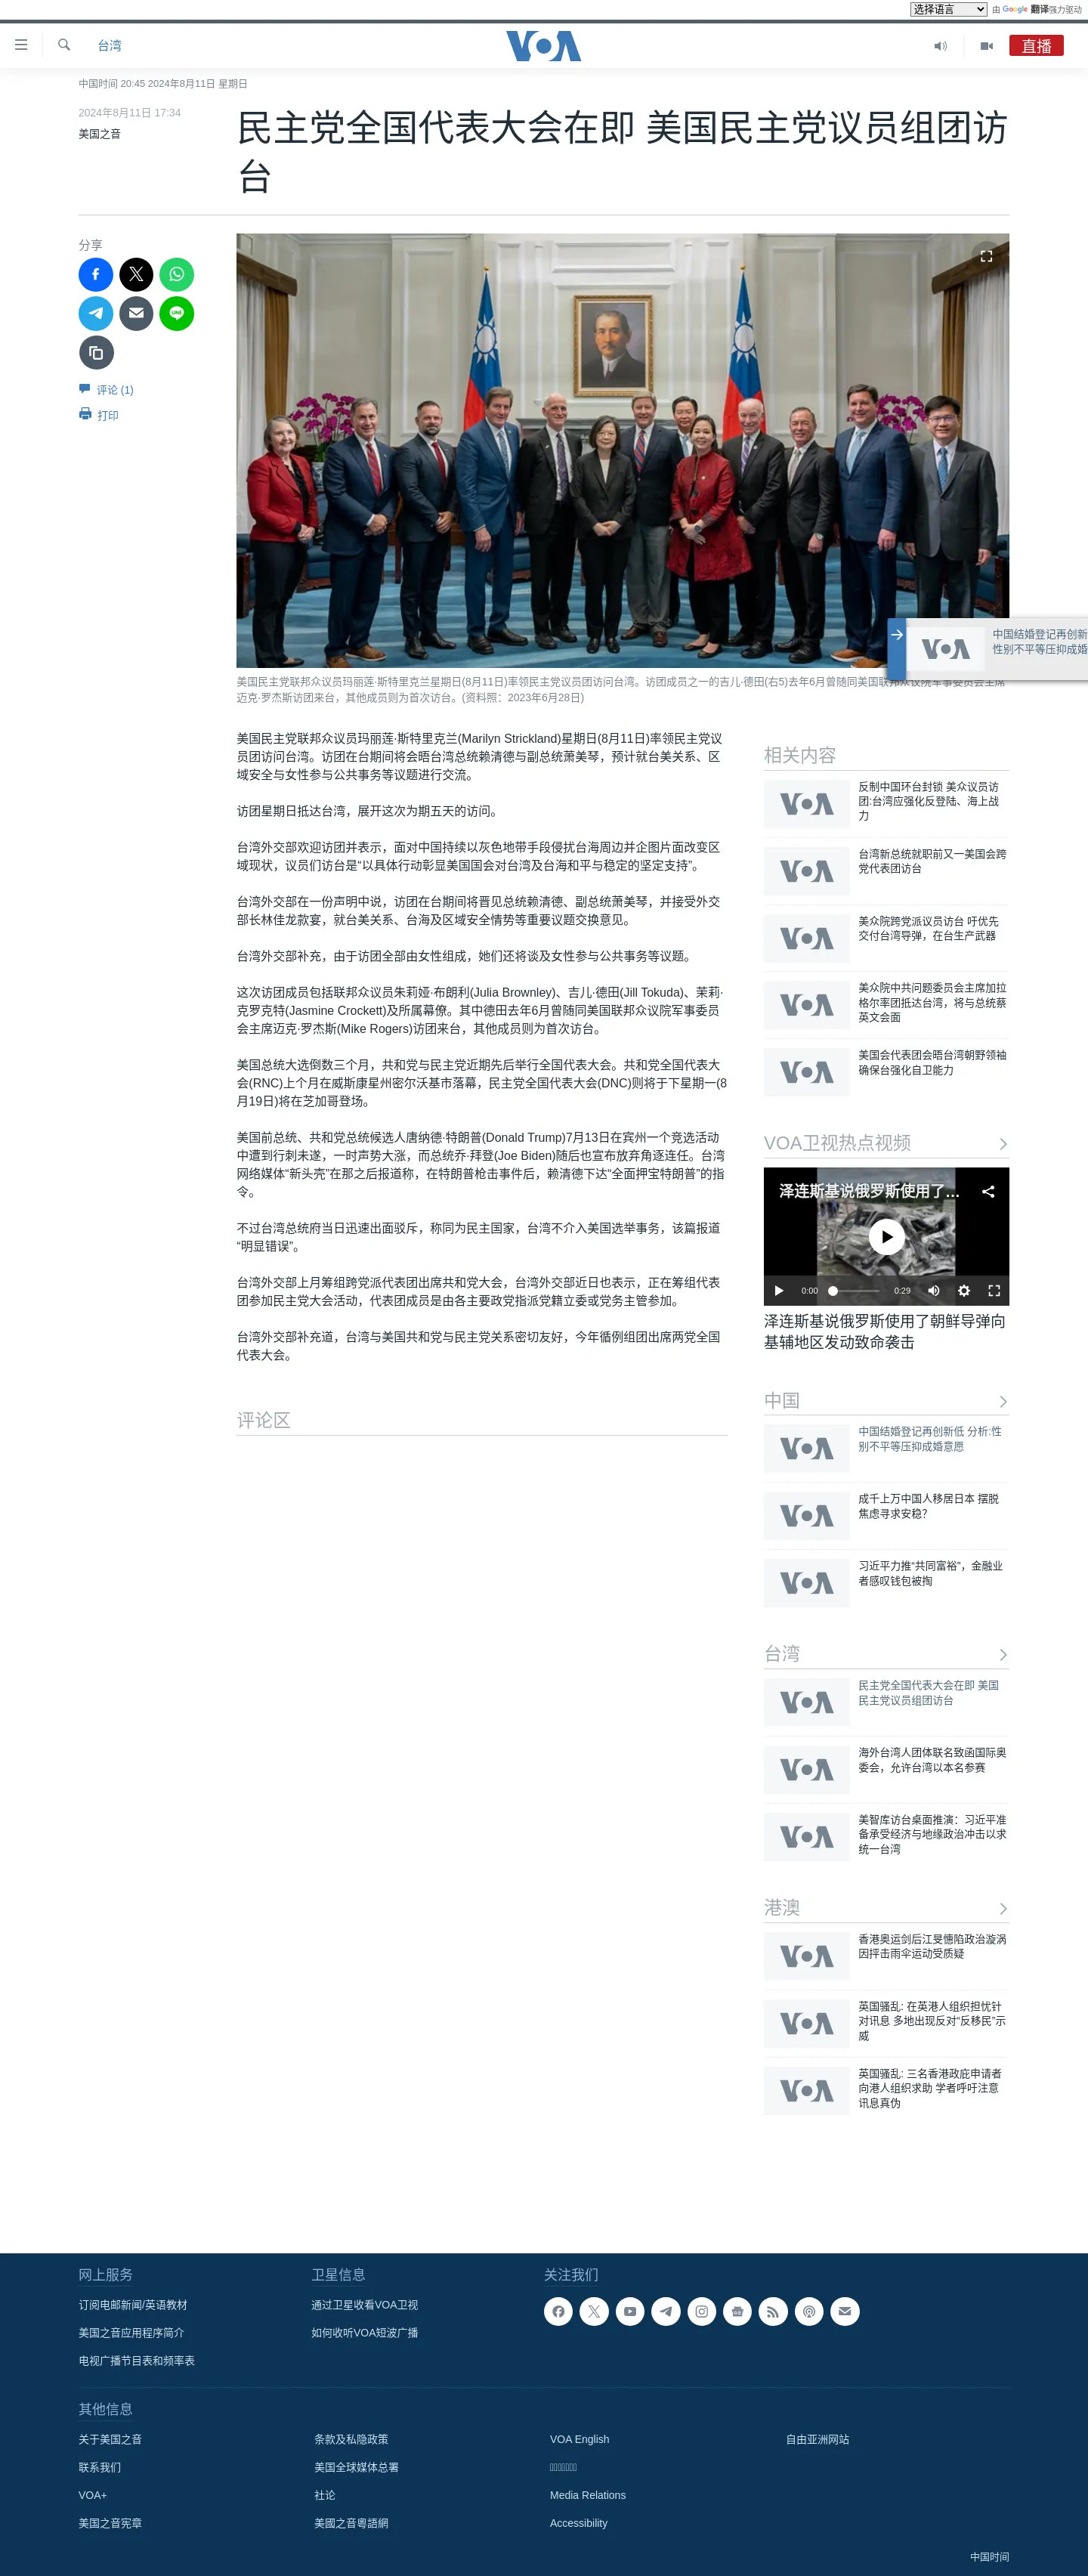 选择语言 由 Google 翻译强力驱动
台湾
VOA
直播
中国时间 20:45 2024年8月11日 星期日
2024年8月11日 17:34
美国之音
民主党全国代表大会在即 美国民主党议员组团访
台
分享
评论 (1)
打印
美国民主党联邦众议员玛丽莲·斯特里克兰星期日(8月11日)率领民主党议员团访问台湾。访团成员之一的吉儿·德田(右5)去年6月曾随同美国联邦众议院军事委员会主席
迈克·罗杰斯访团来台，其他成员则为首次访台。(资料照：2023年6月28日)
VOA
中国结婚登记再创新
性别不平等压抑成婚
美国民主党联邦众议员玛丽莲·斯特里克兰(Marilyn Strickland)星期日(8月11日)率领民主党议
员团访问台湾。访团在台期间将会晤台湾总统赖清德与副总统萧美琴，预计就台美关系、区
域安全与女性参与公共事务等议题进行交流。
访团星期日抵达台湾，展开这次为期五天的访问。
台湾外交部欢迎访团并表示，面对中国持续以灰色地带手段侵扰台海周边并企图片面改变区
域现状，议员们访台是“以具体行动彰显美国国会对台湾及台海和平与稳定的坚定支持”。
台湾外交部在一份声明中说，访团在台期间将晋见总统赖清德、副总统萧美琴，并接受外交
部长林佳龙款宴，就台美关系、台海及区域安全情势等重要议题交换意见。
台湾外交部补充，由于访团全部由女性组成，她们还将谈及女性参与公共事务等议题。
这次访团成员包括联邦众议员朱莉娅·布朗利(Julia Brownley)、吉儿·德田(Jill Tokuda)、茉莉·
克罗克特(Jasmine Crockett)及所属幕僚。其中德田去年6月曾随同美国联邦众议院军事委员
会主席迈克·罗杰斯(Mike Rogers)访团来台，其他成员则为首次访台。
美国总统大选倒数三个月，共和党与民主党近期先后举行全国代表大会。共和党全国代表大
会(RNC)上个月在威斯康星州密尔沃基市落幕，民主党全国代表大会(DNC)则将于下星期一(8
月19日)将在芝加哥登场。
美国前总统、共和党总统候选人唐纳德·特朗普(Donald Trump)7月13日在宾州一个竞选活动
中遭到行刺未遂，一时声势大涨，而总统乔·拜登(Joe Biden)随后也宣布放弃角逐连任。台湾
网络媒体“新头壳”在那之后报道称，在特朗普枪击事件后，赖清德下达“全面押宝特朗普”的指
令。
不过台湾总统府当日迅速出面驳斥，称同为民主国家，台湾不介入美国选举事务，该篇报道
“明显错误”。
台湾外交部上月筹组跨党派代表团出席共和党大会，台湾外交部近日也表示，正在筹组代表
团参加民主党大会活动，代表团成员是由各主要政党指派党籍立委或党务主管参加。
台湾外交部补充道，台湾与美国共和党与民主党关系密切友好，今年循例组团出席两党全国
代表大会。
评论区
相关内容
VOA
反制中国环台封锁 美众议员访
团:台湾应强化反登陆、海上战
力
VOA
台湾新总统就职前又一美国会跨
党代表团访台
VOA
美众院跨党派议员访台 吁优先
交付台湾导弹，在台生产武器
VOA
美众院中共问题委员会主席加拉
格尔率团抵达台湾，将与总统蔡
英文会面
VOA
美国会代表团会晤台湾朝野领袖
确保台强化自卫能力
VOA卫视热点视频
泽连斯基说俄罗斯使用了...
0:00 0:29
泽连斯基说俄罗斯使用了朝鲜导弹向
基辅地区发动致命袭击
中国
VOA
中国结婚登记再创新低 分析:性
别不平等压抑成婚意愿
VOA
成千上万中国人移居日本 摆脱
焦虑寻求安稳？
VOA
习近平力推“共同富裕”，金融业
者感叹钱包被掏
台湾
VOA
民主党全国代表大会在即 美国
民主党议员组团访台
VOA
海外台湾人团体联名致函国际奥
委会，允许台湾以本名参赛
VOA
美智库访台桌面推演：习近平准
备承受经济与地缘政治冲击以求
统一台湾
港澳
VOA
香港奥运剑后江旻憓陷政治漩涡
因抨击雨伞运动受质疑
VOA
英国骚乱: 在英港人组织担忧针
对讯息 多地出现反对“反移民”示
威
VOA
英国骚乱: 三名香港政庇申请者
向港人组织求助 学者呼吁注意
讯息真伪
网上服务
订阅电邮新闻/英语教材
美国之音应用程序简介
电视广播节目表和频率表
卫星信息
通过卫星收看VOA卫视
如何收听VOA短波广播
关注我们
其他信息
关于美国之音
联系我们
VOA+
美国之音宪章
条款及私隐政策
美国全球媒体总署
社论
美國之音粵語網
VOA English
Media Relations
Accessibility
自由亚洲网站
中国时间